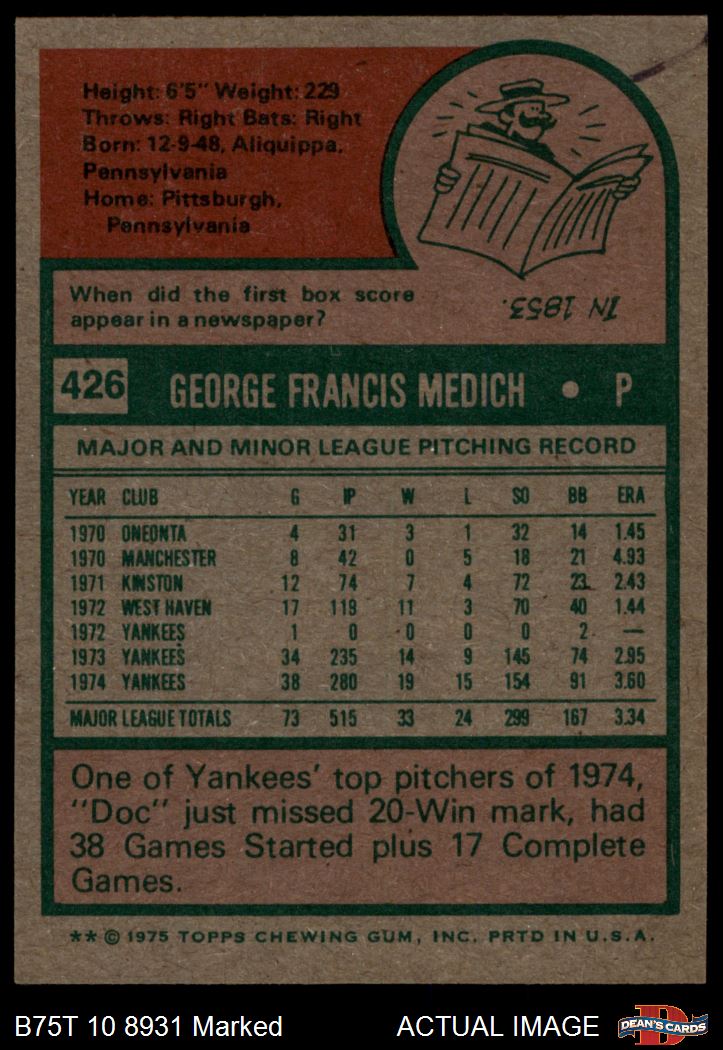 Height: 6'5" Weight: 229
Throws: Right Bats: Right
Born: 12-9-48, Aliquippa,
Pennsylvania
Home: Pittsburgh,
Pennsylvania
When did the first box score
appear in a newspaper?
IN 1853.
426 GEORGE FRANCIS MEDICH • P
MAJOR AND MINOR LEAGUE PITCHING RECORD
YEAR CLUB G IP W L SO BB ERA
1970 ONEONTA 4 31 3 1 32 14 1.45
1970 MANCHESTER 8 42 0 5 18 21 4.93
1971 KINSTON 12 74 7 4 72 23 2.43
1972 WEST HAVEN 17 119 11 3 70 40 1.44
1972 YANKEES 1 0 0 0 0 2 —
1973 YANKEES 34 235 14 9 145 74 2.95
1974 YANKEES 38 280 19 15 154 91 3.60
MAJOR LEAGUE TOTALS 73 515 33 24 299 167 3.34
One of Yankees' top pitchers of 1974,
"Doc" just missed 20-Win mark, had
38 Games Started plus 17 Complete
Games.
** © 1975 TOPPS CHEWING GUM, INC. PRTD IN U.S.A.
B75T 10 8931 Marked ACTUAL IMAGE
D
DEAN'S CARDS